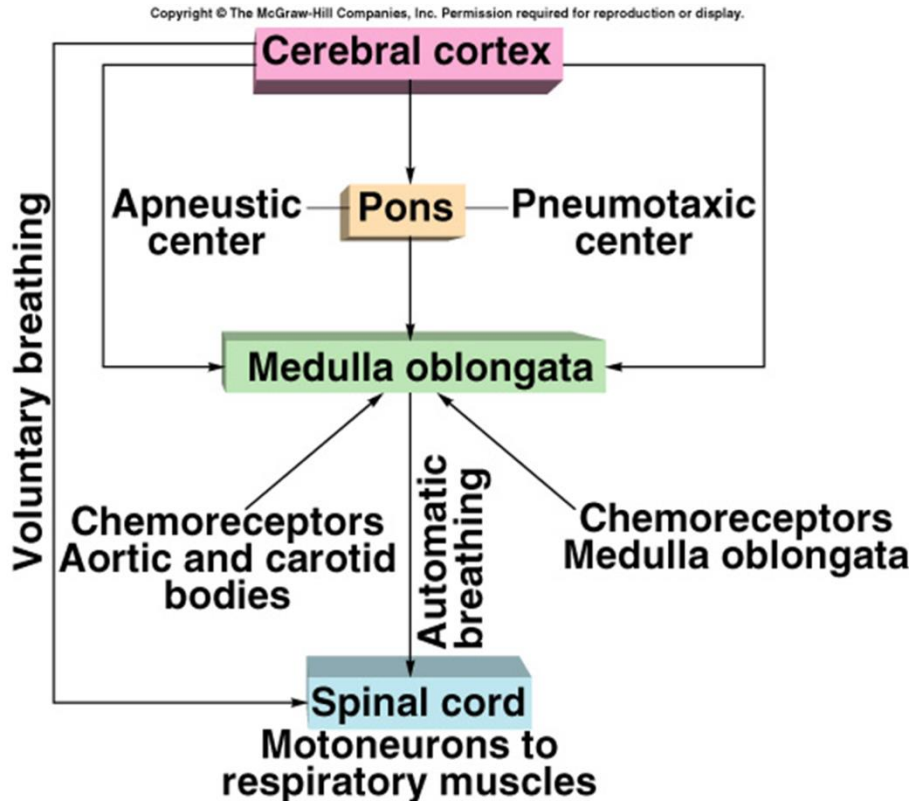 Copyright © The McGraw-Hill Companies, Inc. Permission required for reproduction or display.
Cerebral cortex
Apneustic
center
Pons
Pneumotaxic
center
Voluntary breathing
Medulla oblongata
Chemoreceptors
Aortic and carotid
bodies
Automatic
breathing
Chemoreceptors
Medulla oblongata
Spinal cord
Motoneurons to
respiratory muscles